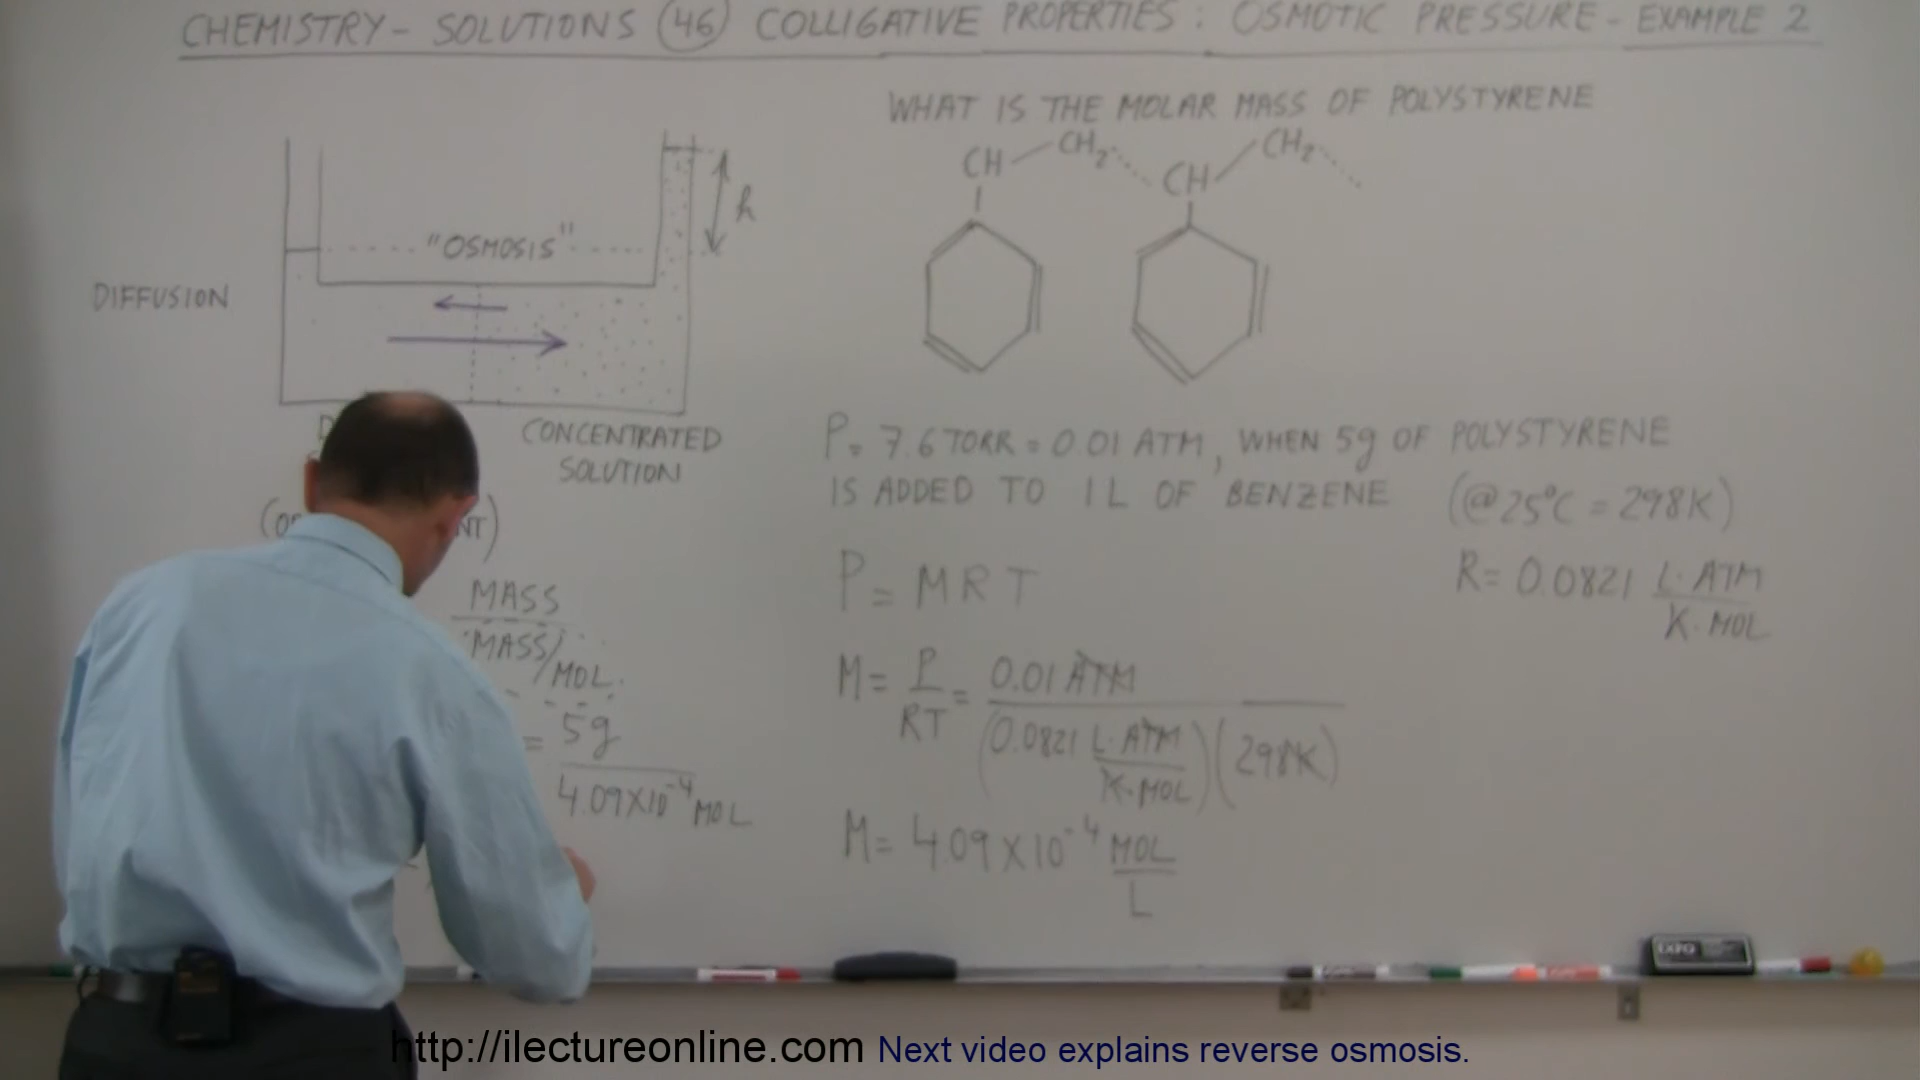 CHEMISTRY - SOLUTIONS (46) COLLIGATIVE PROPERTIES : OSMOTIC PRESSURE - EXAMPLE 2
WHAT IS THE MOLAR MASS OF POLYSTYRENE
CH CH₂ CH CH₂
h
"OSMOSIS"
DIFFUSION
CONCENTRATED
SOLUTION
P = 7.6 TORR = 0.01 ATM, WHEN 5g OF POLYSTYRENE
IS ADDED TO 1 L OF BENZENE (@25°C = 298K)
P = MRT
R = 0.0821 L·ATM
K·MOL
MASS
MASS/MOL
M = P/RT = 0.01 ATM
(0.0821 L·ATM/K·MOL)(298K)
= 5g
4.09X10⁻⁴ MOL
M = 4.09 X 10⁻⁴ MOL
L
EXPO
http://ilectureonline.com Next video explains reverse osmosis.